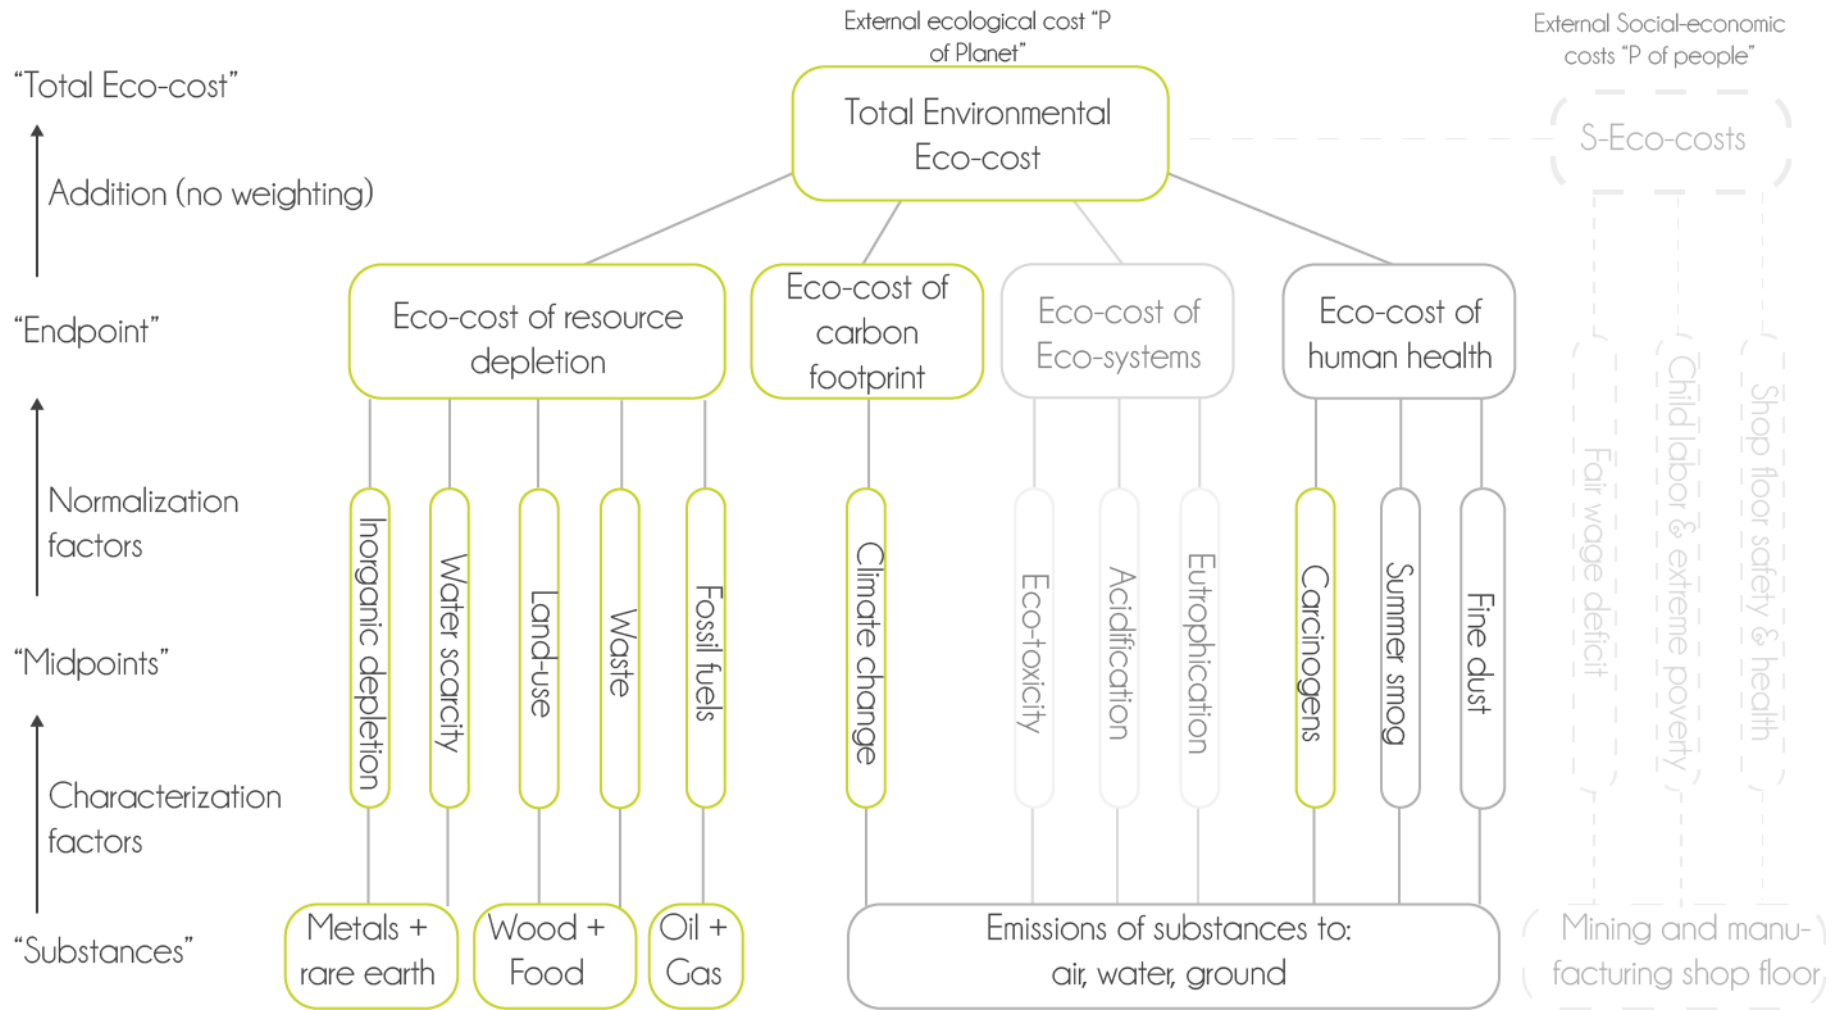 External ecological cost “P
of Planet”
External Social-economic
costs “P of people”
“Total Eco-cost”
Total Environmental
Eco-cost
S-Eco-costs
Addition (no weighting)
“Endpoint”
Eco-cost of resource
depletion
Eco-cost of
carbon
footprint
Eco-cost of
Eco-systems
Eco-cost of
human health
Normalization
factors
Inorganic depletion
Water scarcity
Land-use
Waste
Fossil fuels
Climate change
Eco-toxicity
Acidification
Eutrophication
Carcinogens
Summer smog
Fine dust
Fair wage deficit
Child labor & extreme poverty
Shop floor safety & health
“Midpoints”
Characterization
factors
“Substances”
Metals +
rare earth
Wood +
Food
Oil +
Gas
Emissions of substances to:
air, water, ground
Mining and manu-
facturing shop floor